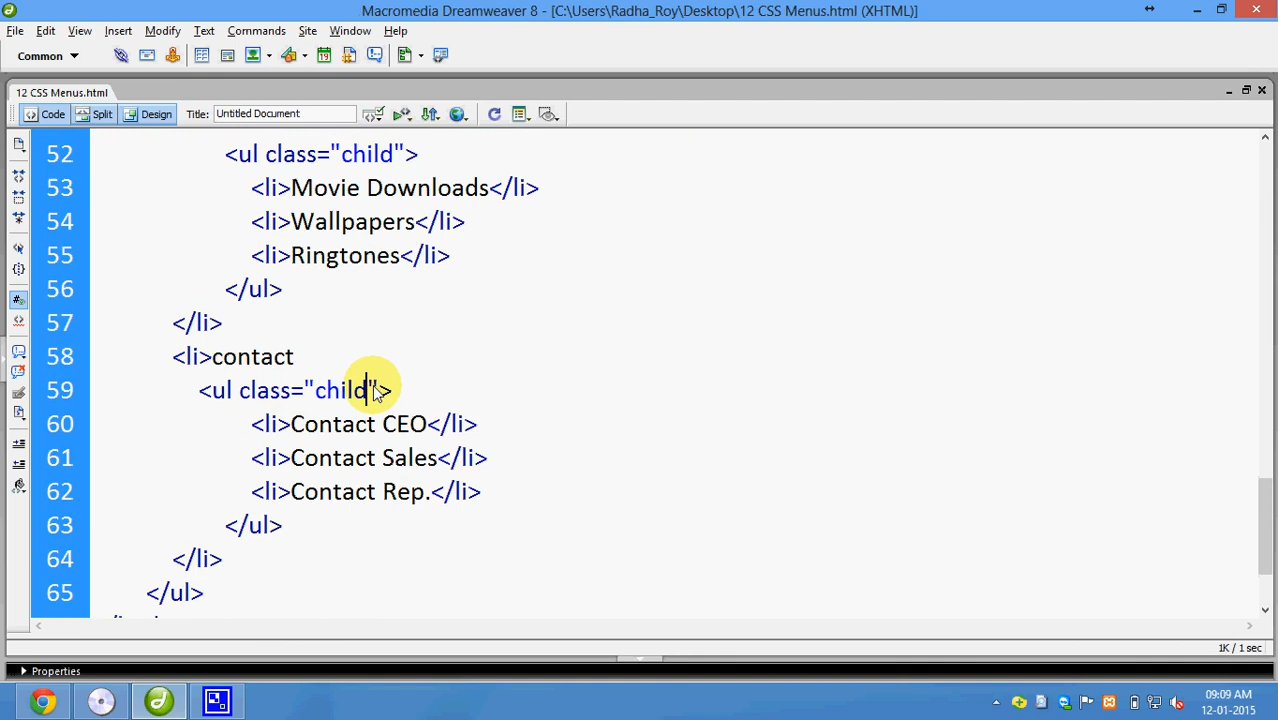 Macromedia Dreamweaver 8 - [C:\Users\Radha_Roy\Desktop\12 CSS Menus.html (XHTML)]
File Edit View Insert Modify Text Commands Site Window Help
Common
12 CSS Menus.html
Code Split Design Title: Untitled Document
52 <ul class="child">
53 <li>Movie Downloads</li>
54 <li>Wallpapers</li>
55 <li>Ringtones</li>
56 </ul>
57 </li>
58 <li>contact
59 <ul class="child">
60 <li>Contact CEO</li>
61 <li>Contact Sales</li>
62 <li>Contact Rep.</li>
63 </ul>
64 </li>
65 </ul>
1K / 1 sec
Properties
09:09 AM
12-01-2015